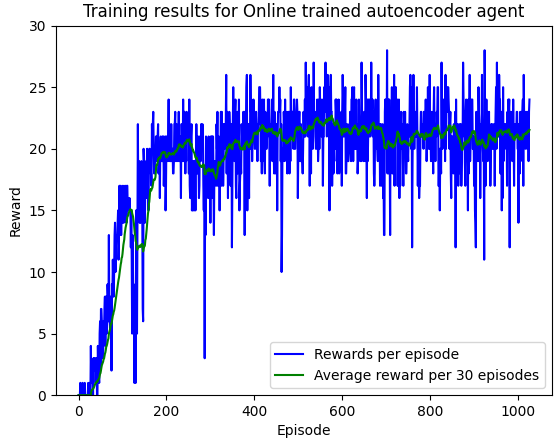 Training results for Online trained autoencoder agent
30
25
20
15
10
5
0
Reward
0 200 400 600 800 1000
Episode
Rewards per episode
Average reward per 30 episodes